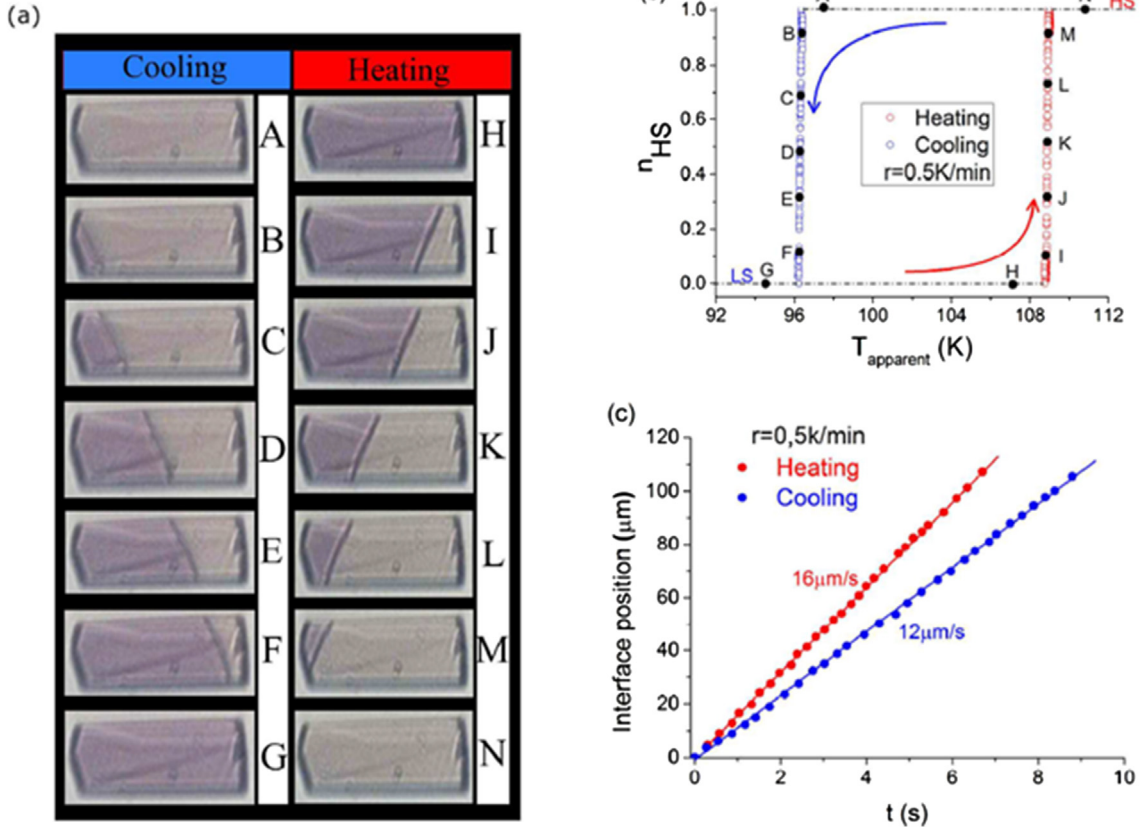 (a)
Cooling Heating
A H
B I
C J
D K
E L
F M
G N
HS
1.0
0.8
0.6
0.4
0.2
0.0
n_HS
B
C
D
E
F
LS G
H
M
L
K
J
I
Heating
Cooling
r=0.5K/min
92 96 100 104 108 112
T_apparent (K)
(c)
r=0,5k/min
Heating
Cooling
120
100
80
60
40
20
0
Interface position (μm)
16μm/s
12μm/s
0 2 4 6 8 10
t (s)